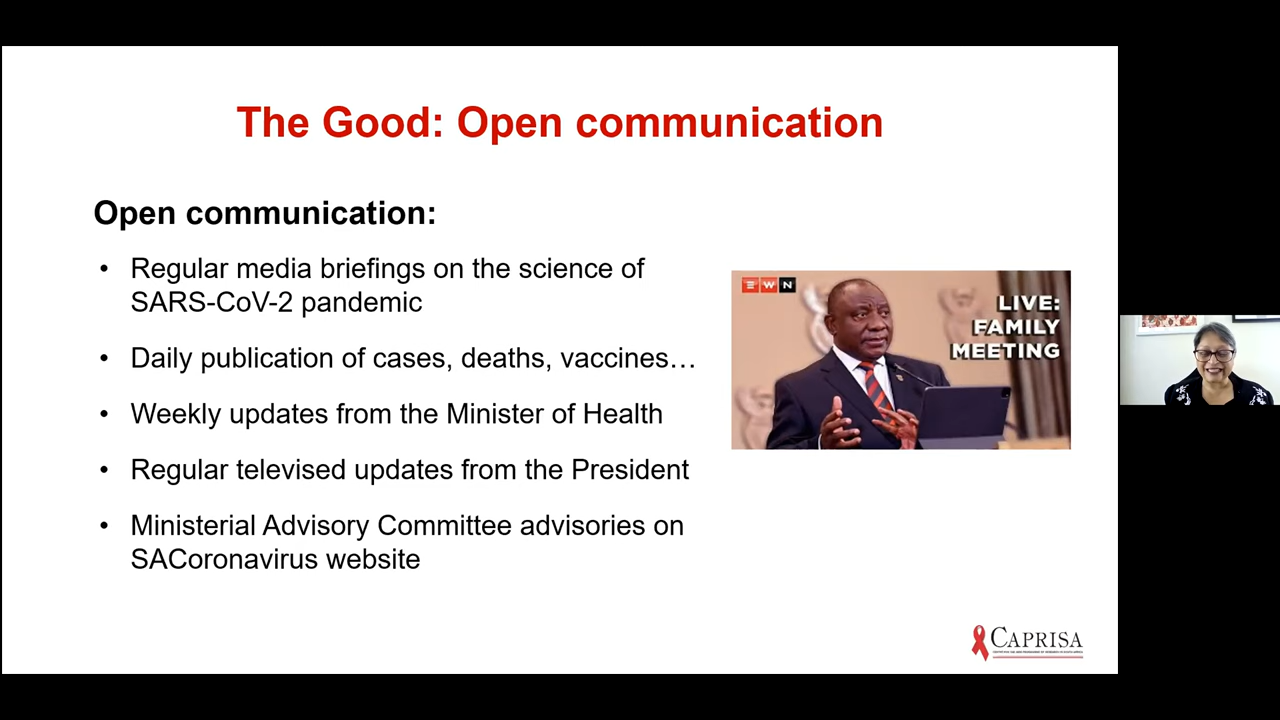 The Good: Open communication
Open communication:
• Regular media briefings on the science of
SARS-CoV-2 pandemic
• Daily publication of cases, deaths, vaccines…
• Weekly updates from the Minister of Health
• Regular televised updates from the President
• Ministerial Advisory Committee advisories on
SACoronavirus website
EWN
LIVE:
FAMILY
MEETING
CAPRISA